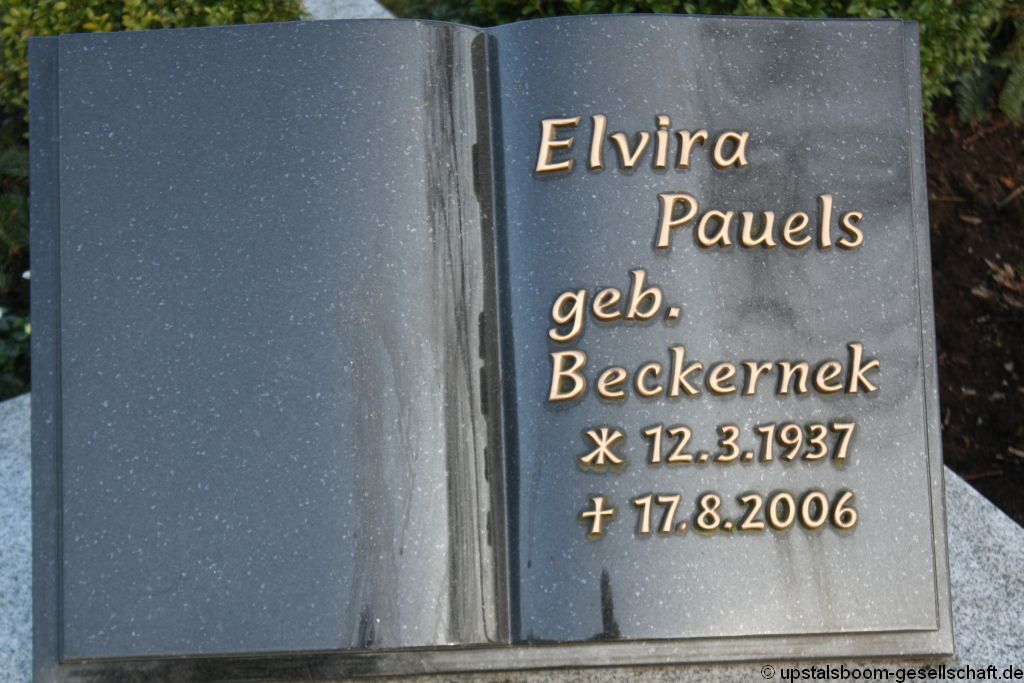 Elvira
Pauels
geb.
Beckernek
* 12.3.1937
† 17.8.2006
© upstalsboom-gesellschaft.de